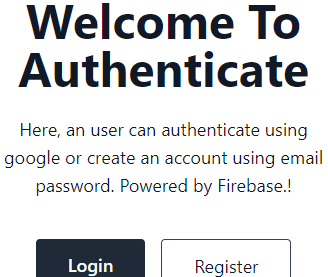 Welcome To
Authenticate
Here, an user can authenticate using
google or create an account using email
password. Powered by Firebase.!
Login
Register